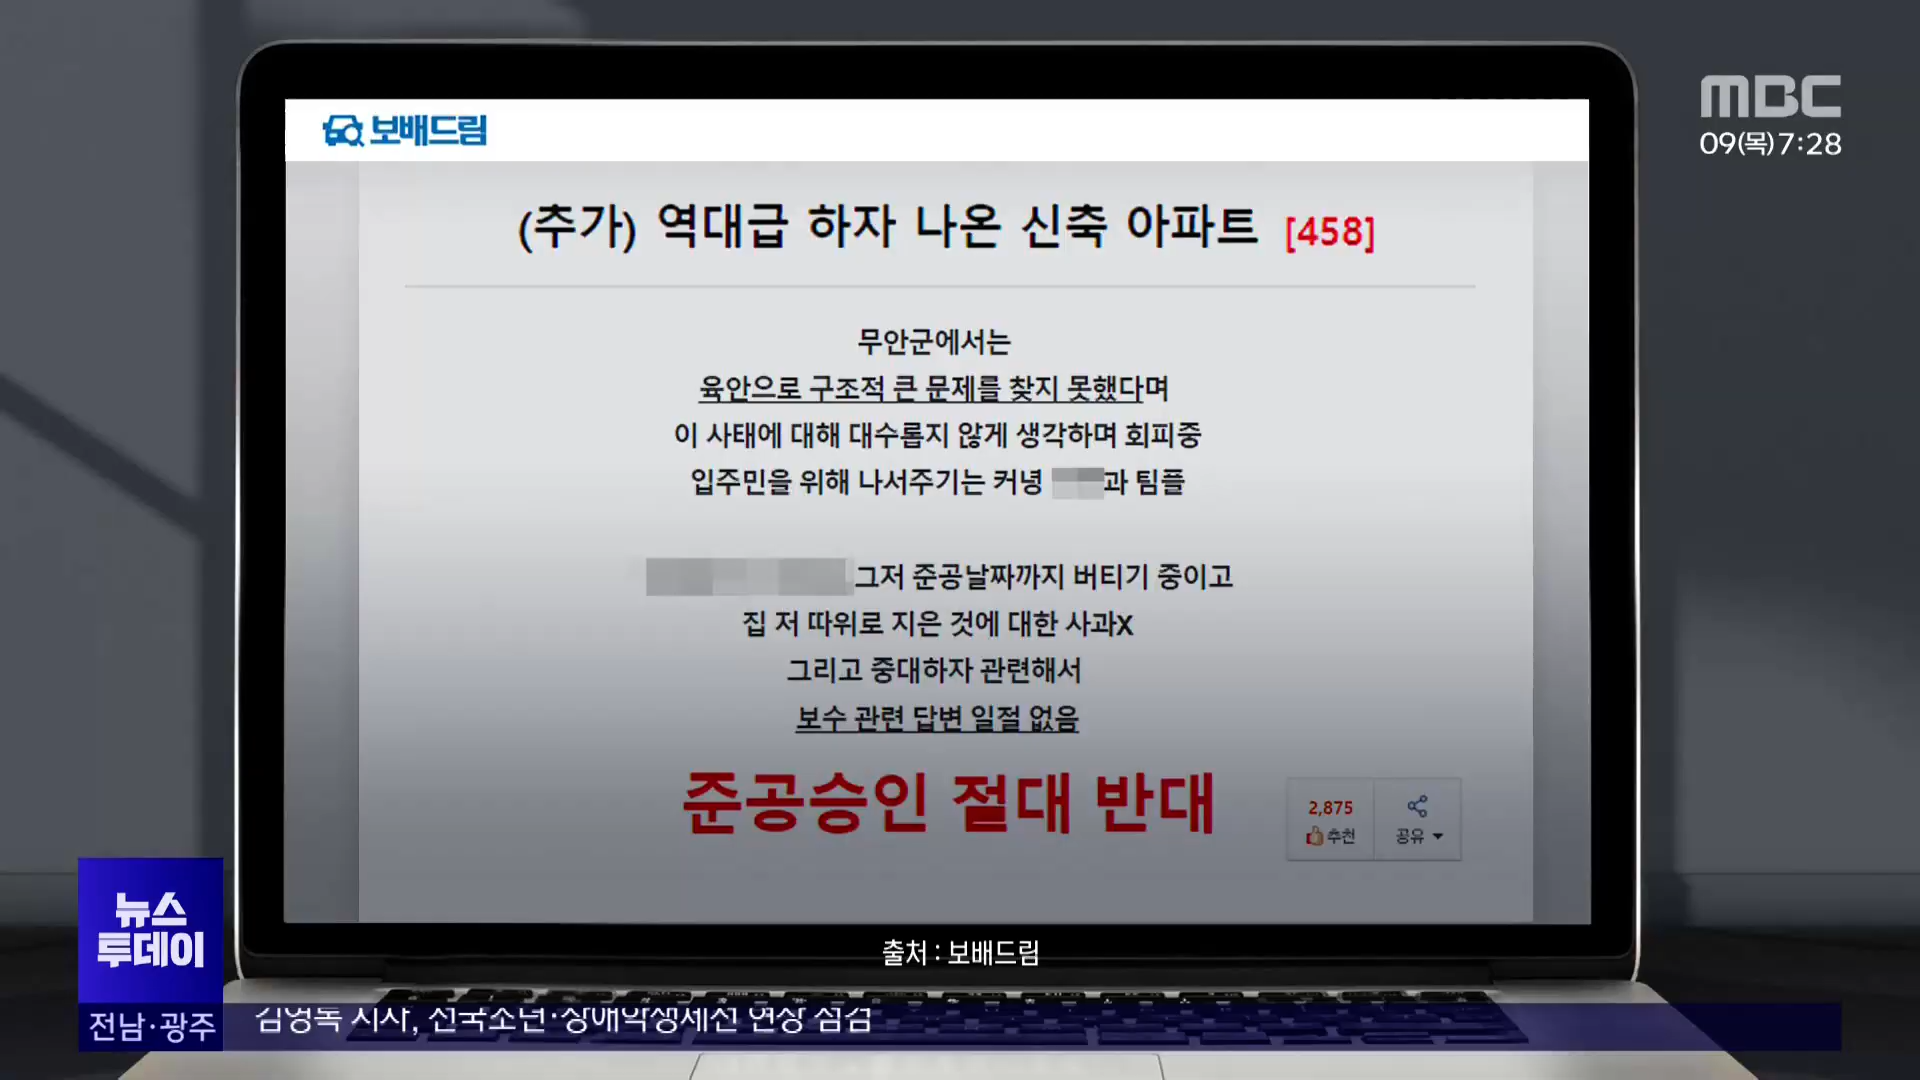 보배드림
MBC
09(목)7:28
(추가) 역대급 하자 나온 신축 아파트 [458]
무안군에서는
육안으로 구조적 큰 문제를 찾지 못했다며
이 사태에 대해 대수롭지 않게 생각하며 회피중
입주민을 위해 나서주기는 커녕 과 팀플
그저 준공날짜까지 버티기 중이고
집 저 따위로 지은 것에 대한 사과X
그리고 중대하자 관련해서
보수 관련 답변 일절 없음
준공승인 절대 반대
2,875
추천
공유
출처 : 보배드림
뉴스
투데이
전남·광주
김영록 지사, 전국소년·장애학생체전 현장 점검